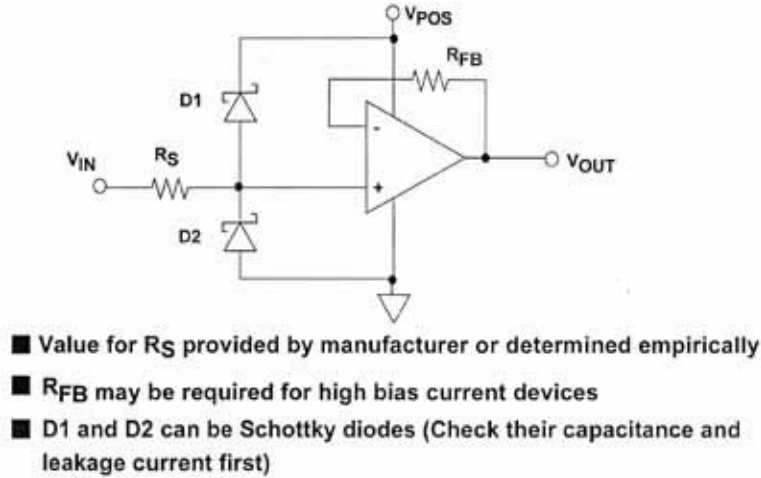 VPOS
RFB
D1
-
VIN
RS
VOUT
+
D2
■ Value for RS provided by manufacturer or determined empirically
■ RFB may be required for high bias current devices
■ D1 and D2 can be Schottky diodes (Check their capacitance and
leakage current first)